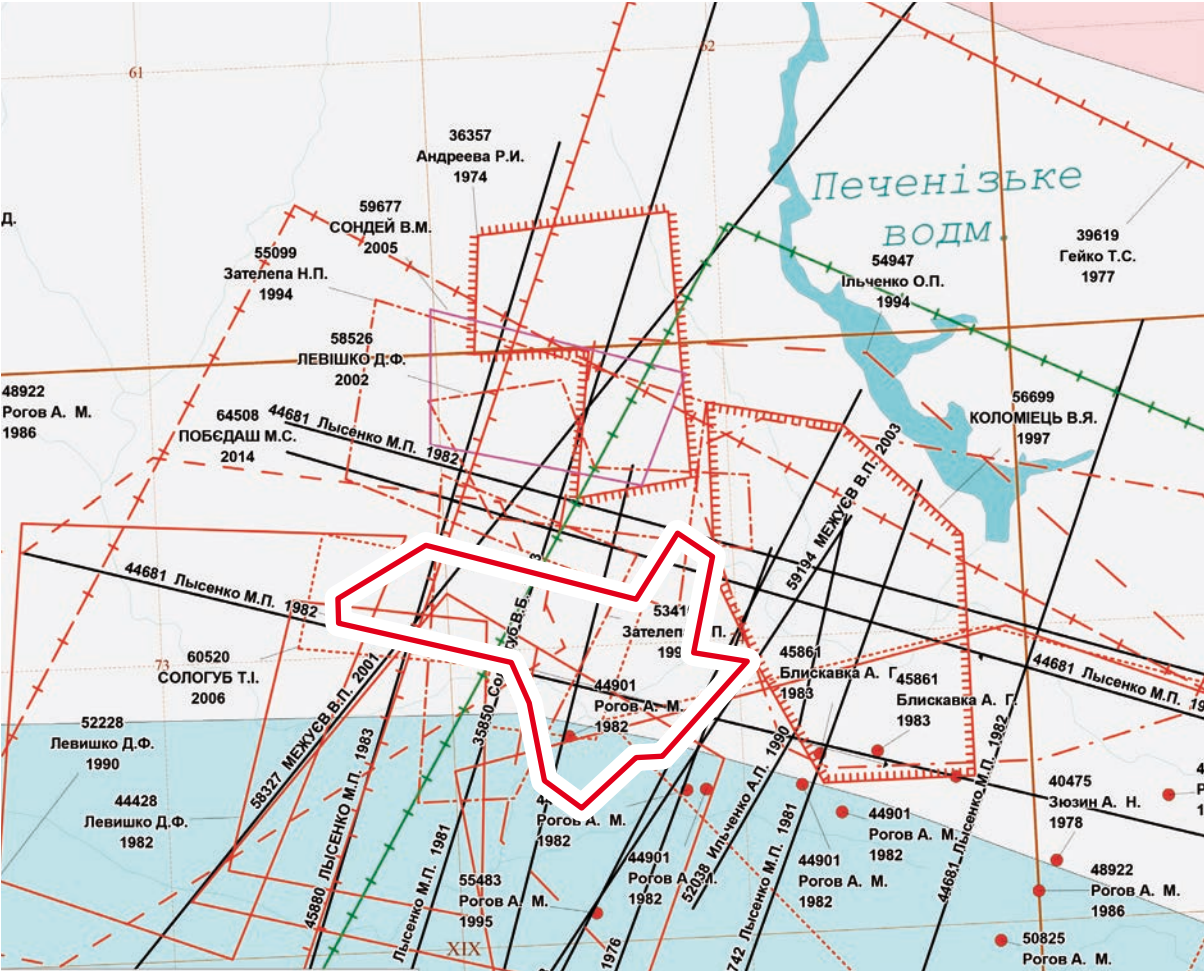 61
62
36357
Андреева Р.И.
1974
Печенізьке
водм.
59677
СОНДЕЙ В.М.
2005
Д.
39619
Гейко Т.С.
1977
55099
Зателепа Н.П.
1994
54947
Ільченко О.П.
1994
58526
ЛЕВІШКО Д.Ф.
2002
48922
Рогов А. М.
1986
56699
КОЛОМІЕЦЬ В.Я.
1997
64508
ПОБЄДАШ М.С.
2014
44681 Лысенко М.П. 1982
59194 МЕЖУЄВ В.П. 2003
44681 Лысенко М.П. 1982
Зателеп
73
60520
СОЛОГУБ Т.І.
2006
45861
Блискавка А. Г.
1983
44681 Лысенко М.П. 19
45861
Блискавка А. Г.
1983
44901
Рогов А. М.
1982
52228
Левишко Д.Ф.
1990
58327 МЕЖУЄВ В.П. 2001
44428
Левишко Д.Ф.
1982
45880 ЛЫСЕНКО М.П. 1983
Лысенко М.П. 1981
Рогов А. М.
1982
44901
Рогов А. М.
1982
52038 Ильченко А.П. 1990
742 Лысенко М.П. 1981
44901
Рогов А. М.
1982
44901
Рогов А. М.
1982
44681 Лысенко М.П. 1982
40475
Зюзин А. Н.
1978
48922
Рогов А. М.
1986
55483
Рогов А. М.
1995
XIX
1976
50825
Рогов А. М.